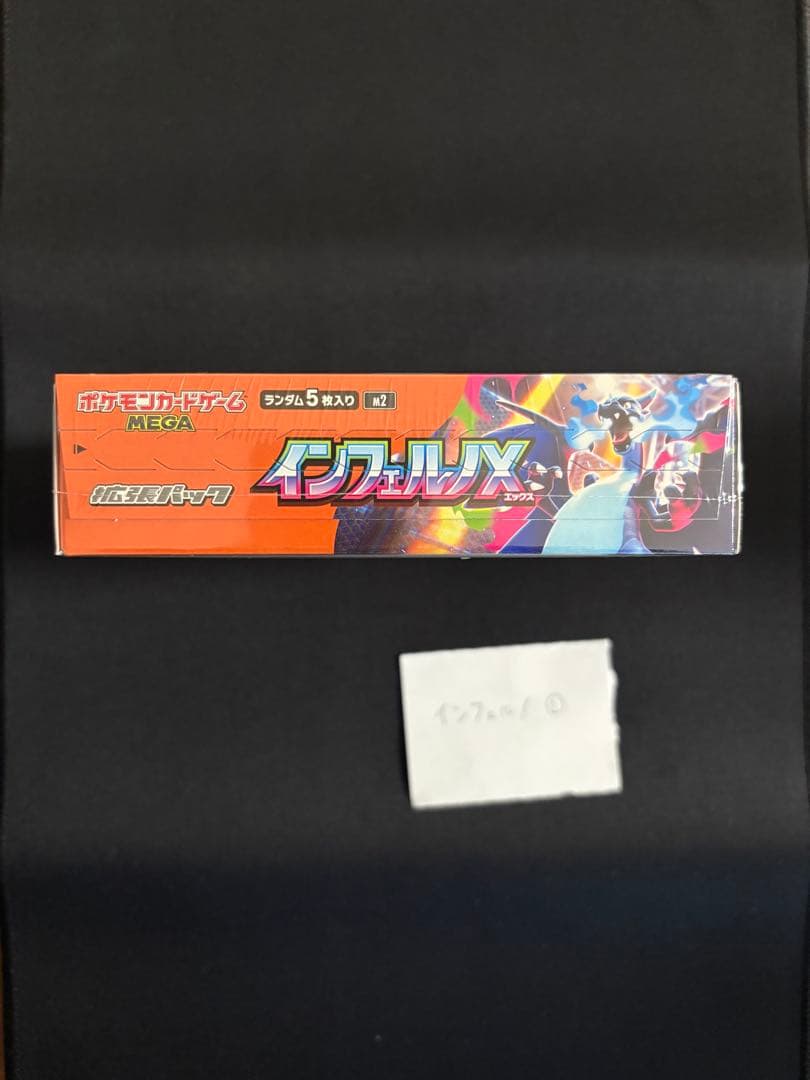 ポケモンカードゲーム
MEGA
ランダム5枚入り
M2
拡張パック
インフェルノX
エックス
インフェルノ ①